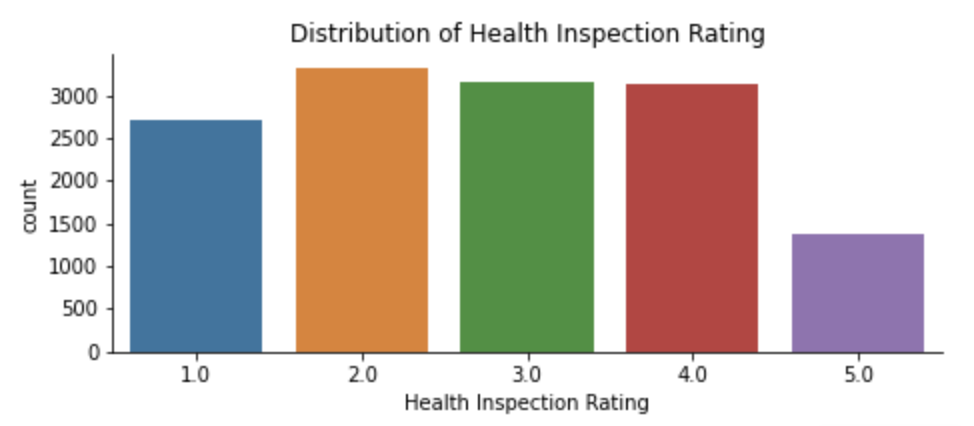 Distribution of Health Inspection Rating
3000
2500
2000
1500
1000
500
0
count
1.0 2.0 3.0 4.0 5.0
Health Inspection Rating